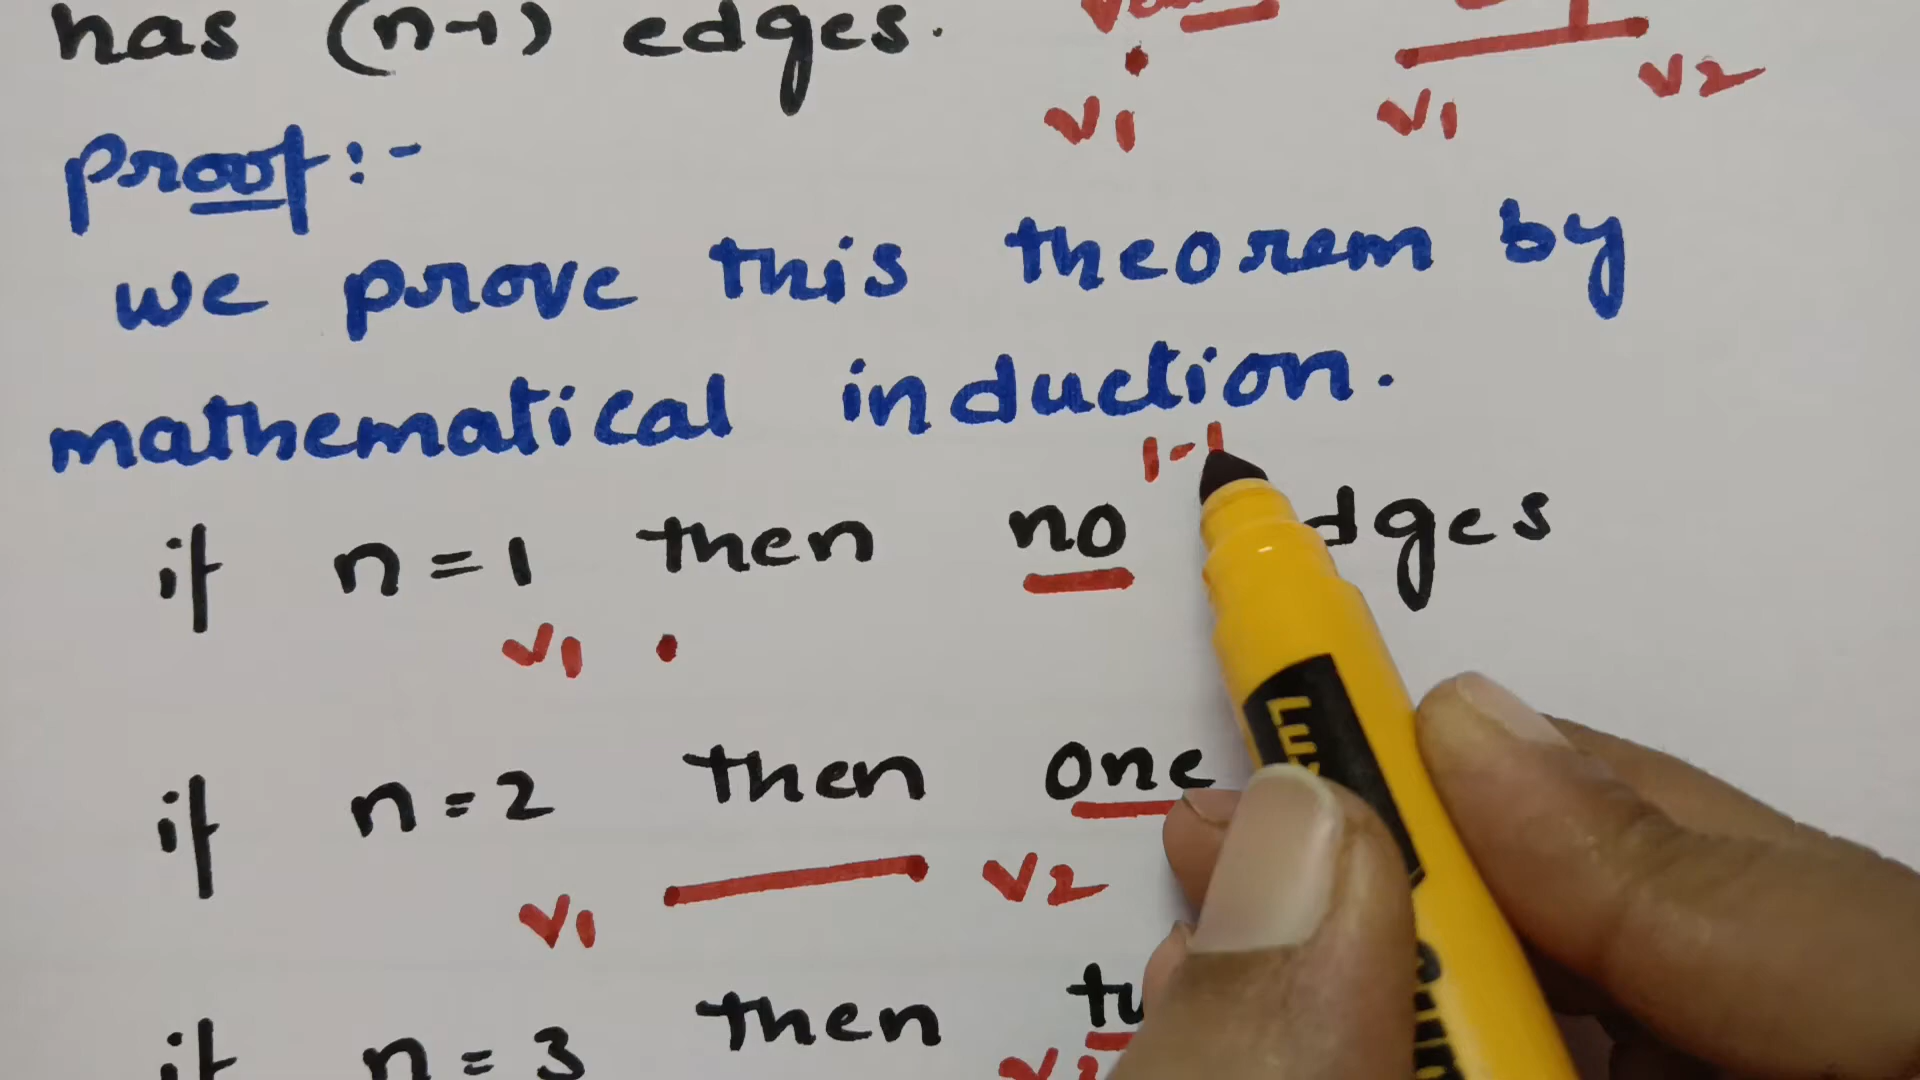 has (n-1) edges.
V1 V1 V2
Proof:-
we prove this theorem by
mathematical induction.
1-1
if n=1 then no edges
V1
if n=2 then one
V1 V2
if n=3 then